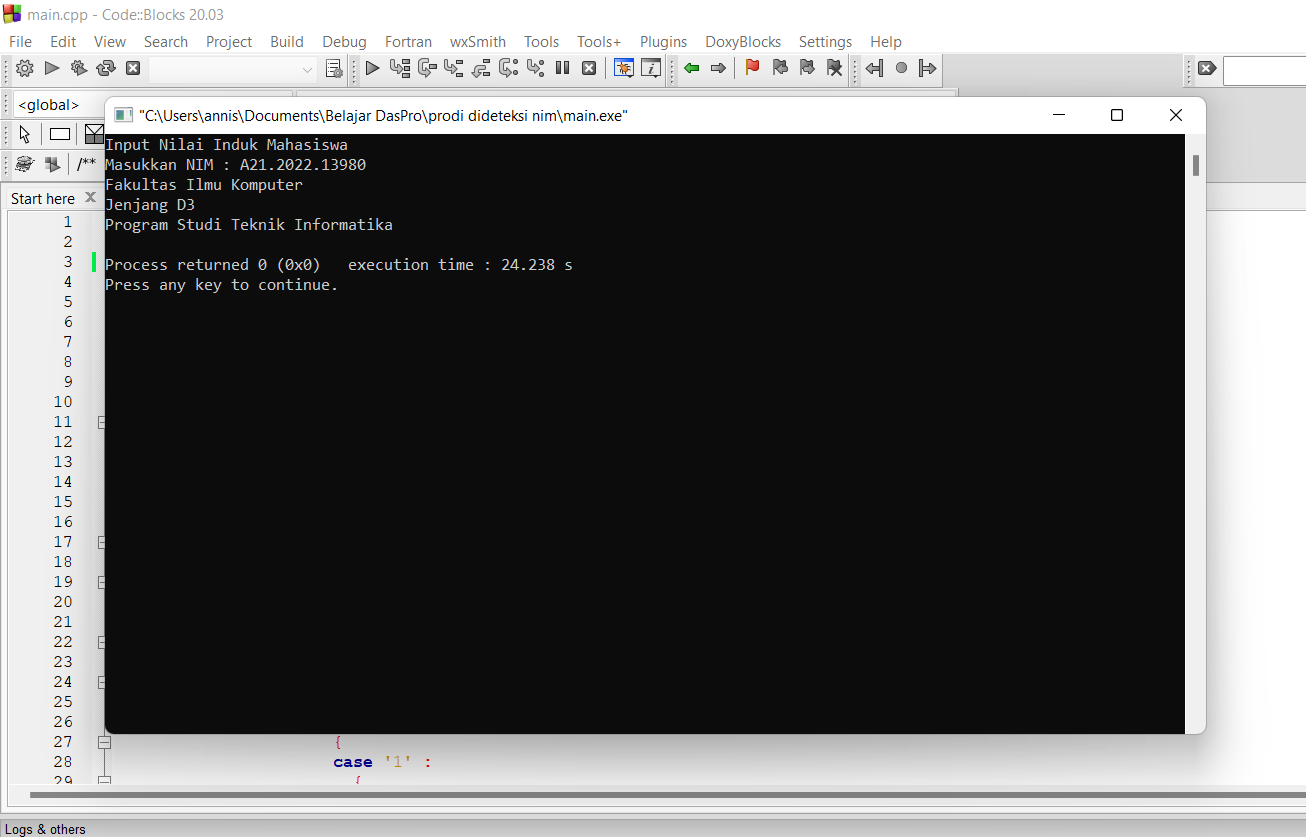 main.cpp - Code::Blocks 20.03
File Edit View Search Project Build Debug Fortran wxSmith Tools Tools+ Plugins DoxyBlocks Settings Help
<global>
"C:\Users\annis\Documents\Belajar DasPro\prodi dideteksi nim\main.exe"
/**
Start here
Input Nilai Induk Mahasiswa
Masukkan NIM : A21.2022.13980
Fakultas Ilmu Komputer
Jenjang D3
Program Studi Teknik Informatika
Process returned 0 (0x0)   execution time : 24.238 s
Press any key to continue.
1
2
3
4
5
6
7
8
9
10
11
12
13
14
15
16
17
18
19
20
21
22
23
24
25
26
27 {
28 case '1' :
29 {
Logs & others